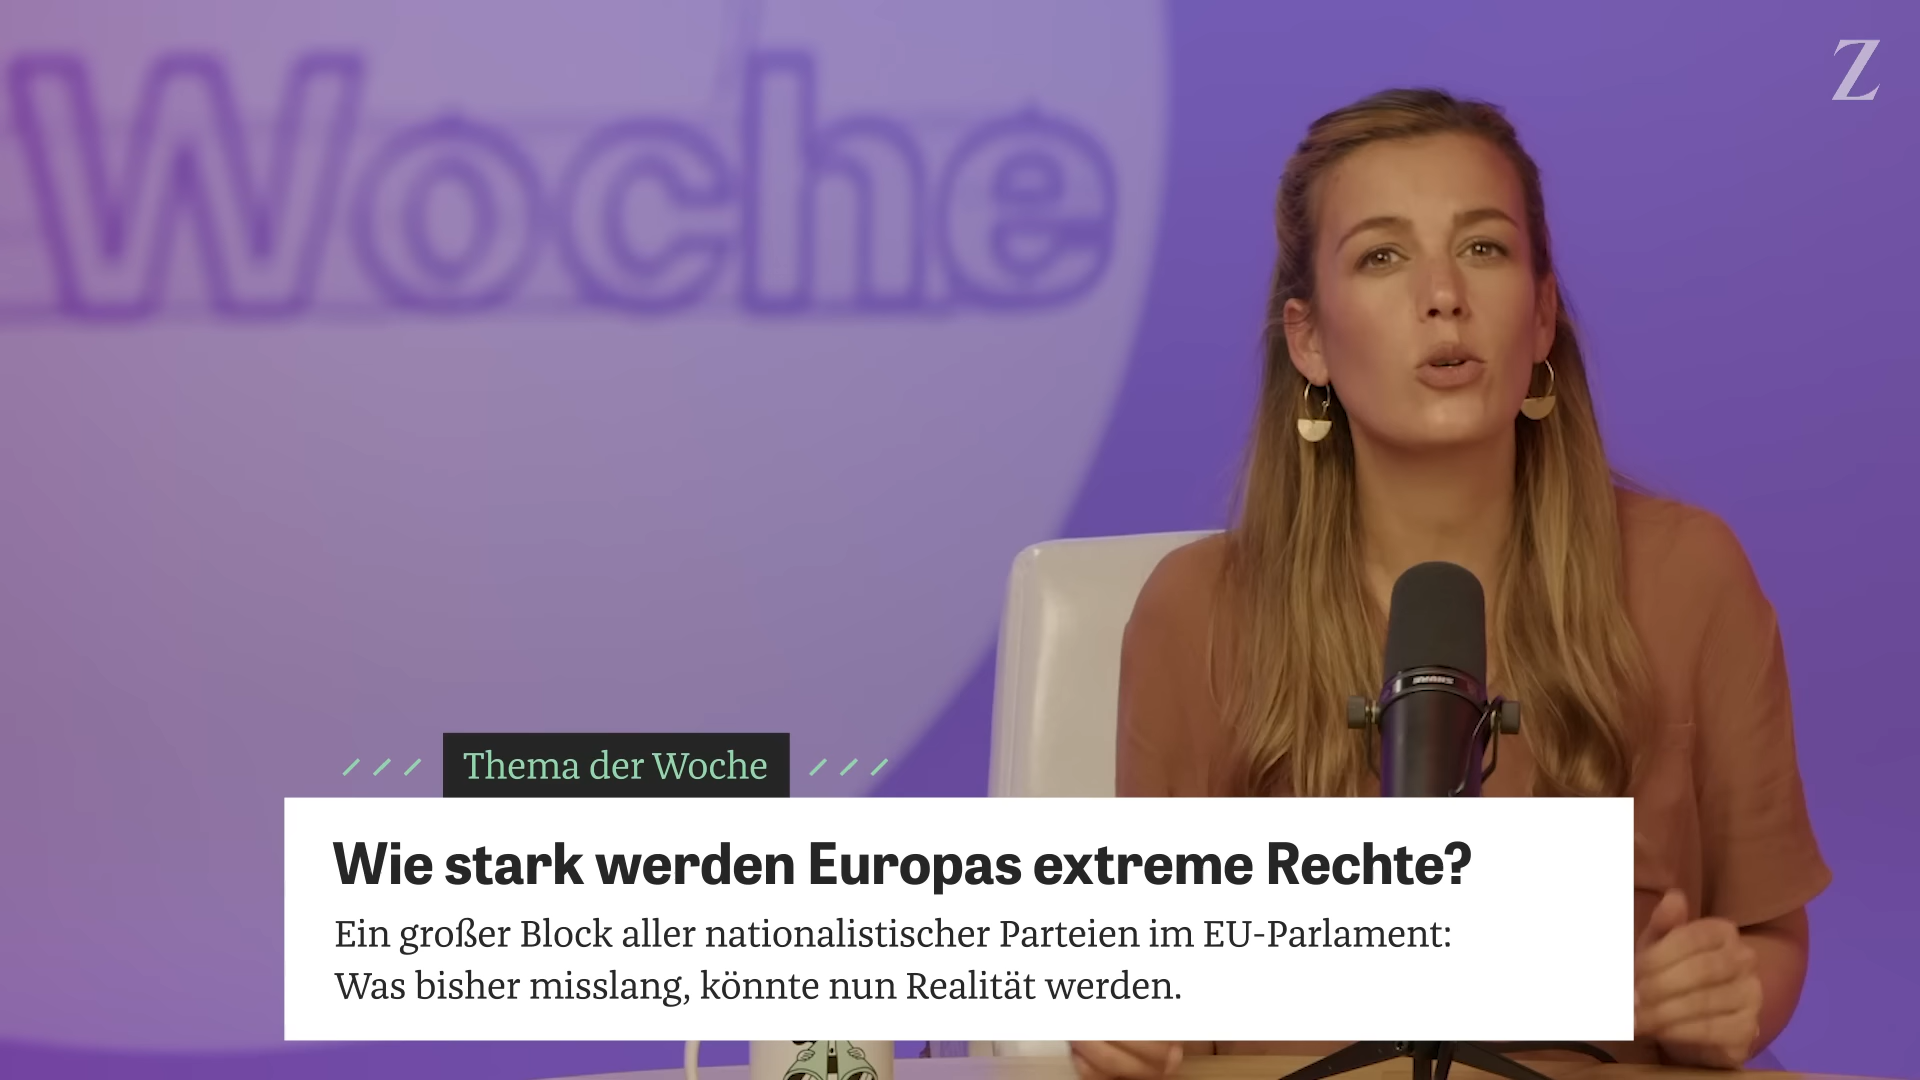 Woche
Z
Thema der Woche
Wie stark werden Europas extreme Rechte?
Ein großer Block aller nationalistischer Parteien im EU-Parlament:
Was bisher misslang, könnte nun Realität werden.